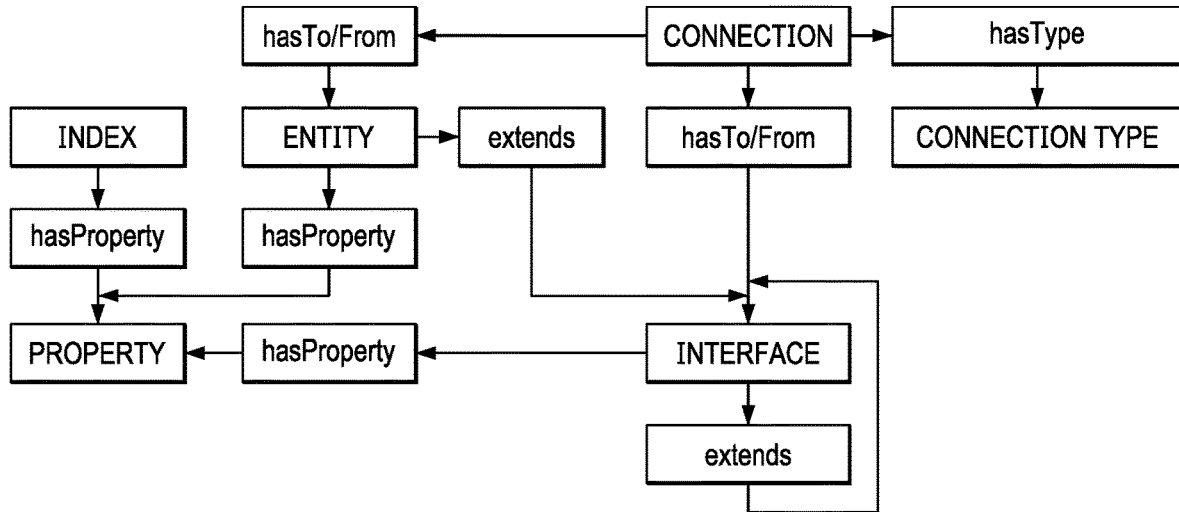 hasTo/From
CONNECTION
hasType
INDEX
ENTITY
extends
hasTo/From
CONNECTION TYPE
hasProperty
hasProperty
PROPERTY
hasProperty
INTERFACE
extends